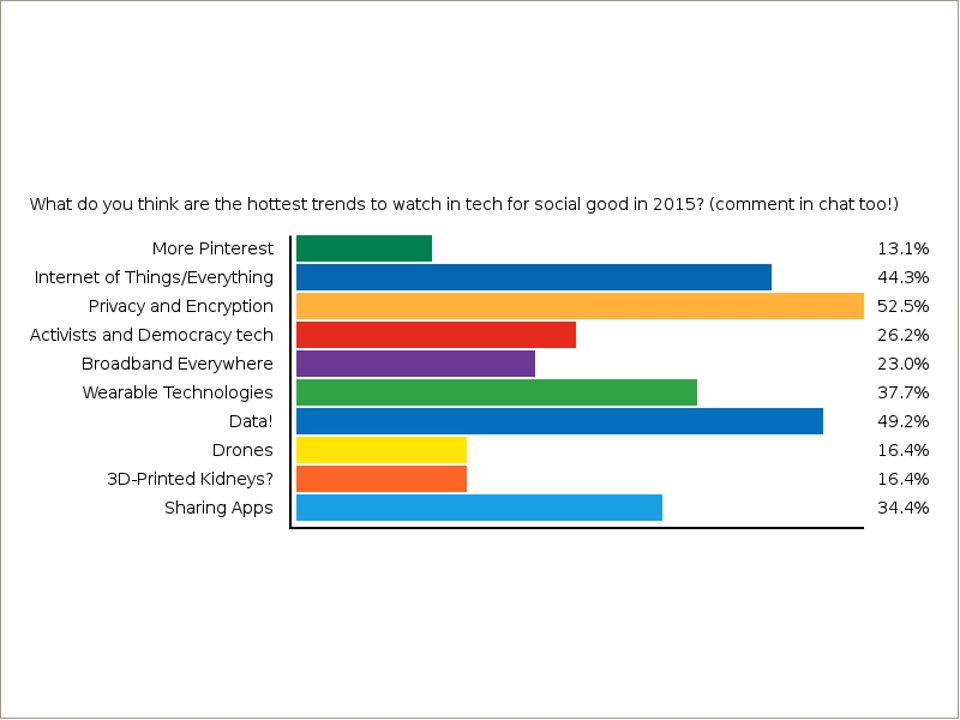 What do you think are the hottest trends to watch in tech for social good in 2015? (comment in chat too!)
More Pinterest 13.1%
Internet of Things/Everything 44.3%
Privacy and Encryption 52.5%
Activists and Democracy tech 26.2%
Broadband Everywhere 23.0%
Wearable Technologies 37.7%
Data! 49.2%
Drones 16.4%
3D-Printed Kidneys? 16.4%
Sharing Apps 34.4%